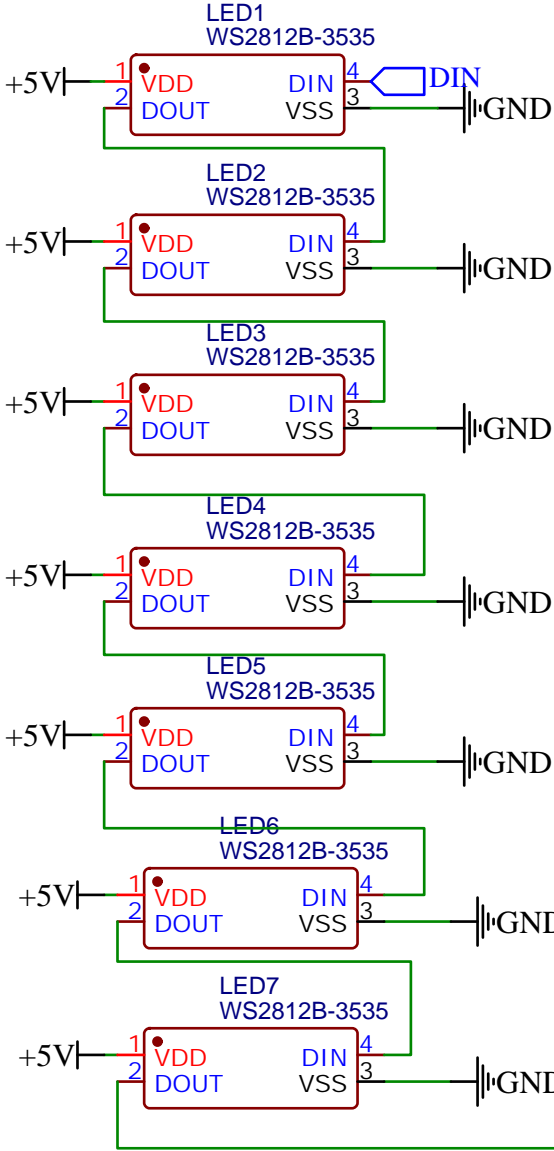 LED1
WS2812B-3535
+5V 1 VDD DIN 4 DIN
2 DOUT VSS 3 GND
LED2
WS2812B-3535
+5V 1 VDD DIN 4
2 DOUT VSS 3 GND
LED3
WS2812B-3535
+5V 1 VDD DIN 4
2 DOUT VSS 3 GND
LED4
WS2812B-3535
+5V 1 VDD DIN 4
2 DOUT VSS 3 GND
LED5
WS2812B-3535
+5V 1 VDD DIN 4
2 DOUT VSS 3 GND
LED6
WS2812B-3535
+5V 1 VDD DIN 4
2 DOUT VSS 3 GND
LED7
WS2812B-3535
+5V 1 VDD DIN 4
2 DOUT VSS 3 GND